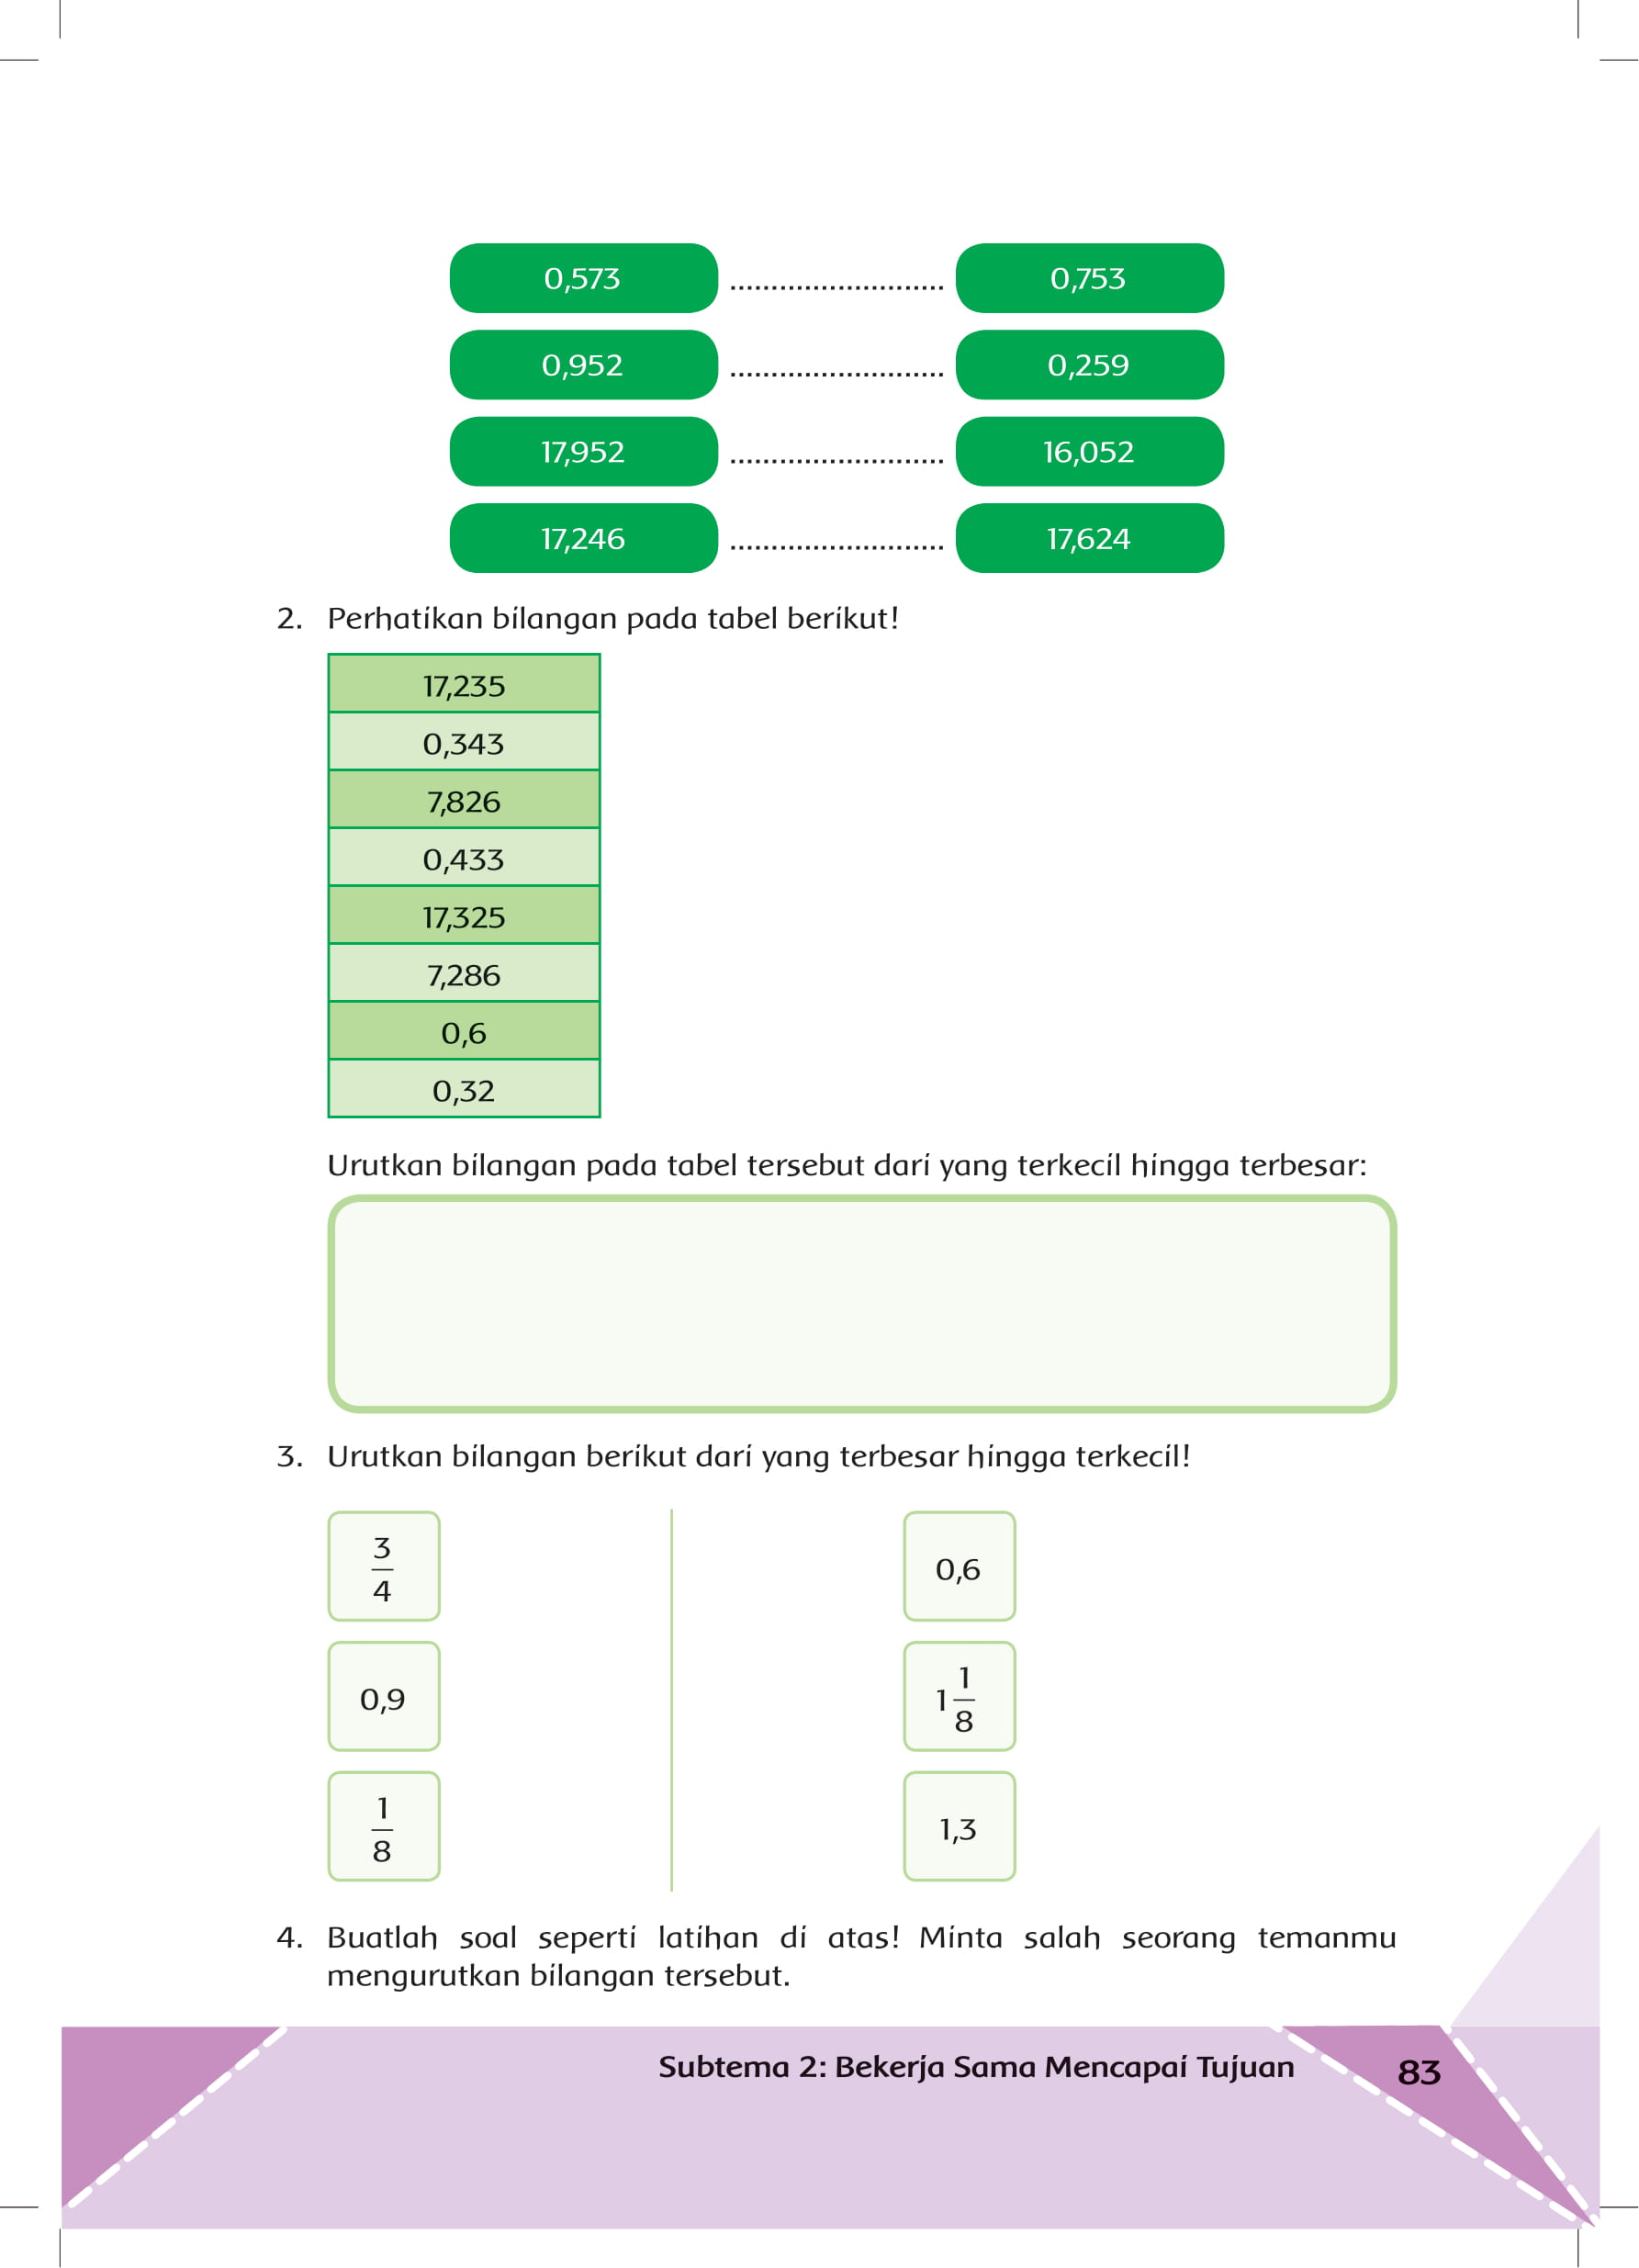 0,573 ......................... 0,753
0,952 ......................... 0,259
17,952 ......................... 16,052
17,246 ......................... 17,624
2. Perhatikan bilangan pada tabel berikut!
17,235
0,343
7,826
0,433
17,325
7,286
0,6
0,32
Urutkan bilangan pada tabel tersebut dari yang terkecil hingga terbesar:
3. Urutkan bilangan berikut dari yang terbesar hingga terkecil!
3/4 0,6
0,9 1 1/8
1/8 1,3
4. Buatlah soal seperti latihan di atas! Minta salah seorang temanmu
mengurutkan bilangan tersebut.
Subtema 2: Bekerja Sama Mencapai Tujuan 83